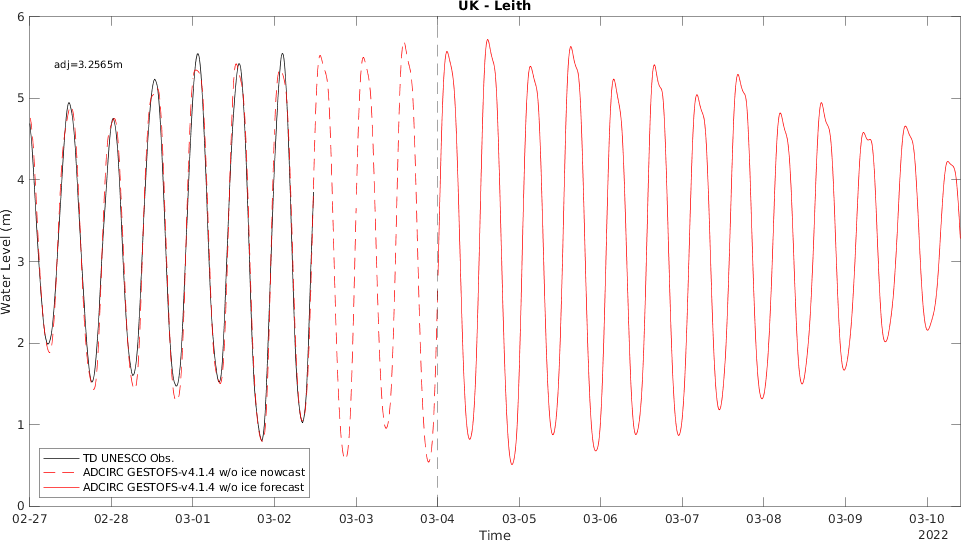 UK - Leith
adj=3.2565m
Water Level (m)
6
5
4
3
2
1
0
TD UNESCO Obs.
ADCIRC GESTOFS-v4.1.4 w/o ice nowcast
ADCIRC GESTOFS-v4.1.4 w/o ice forecast
02-27 02-28 03-01 03-02 03-03 03-04 03-05 03-06 03-07 03-08 03-09 03-10
Time
2022